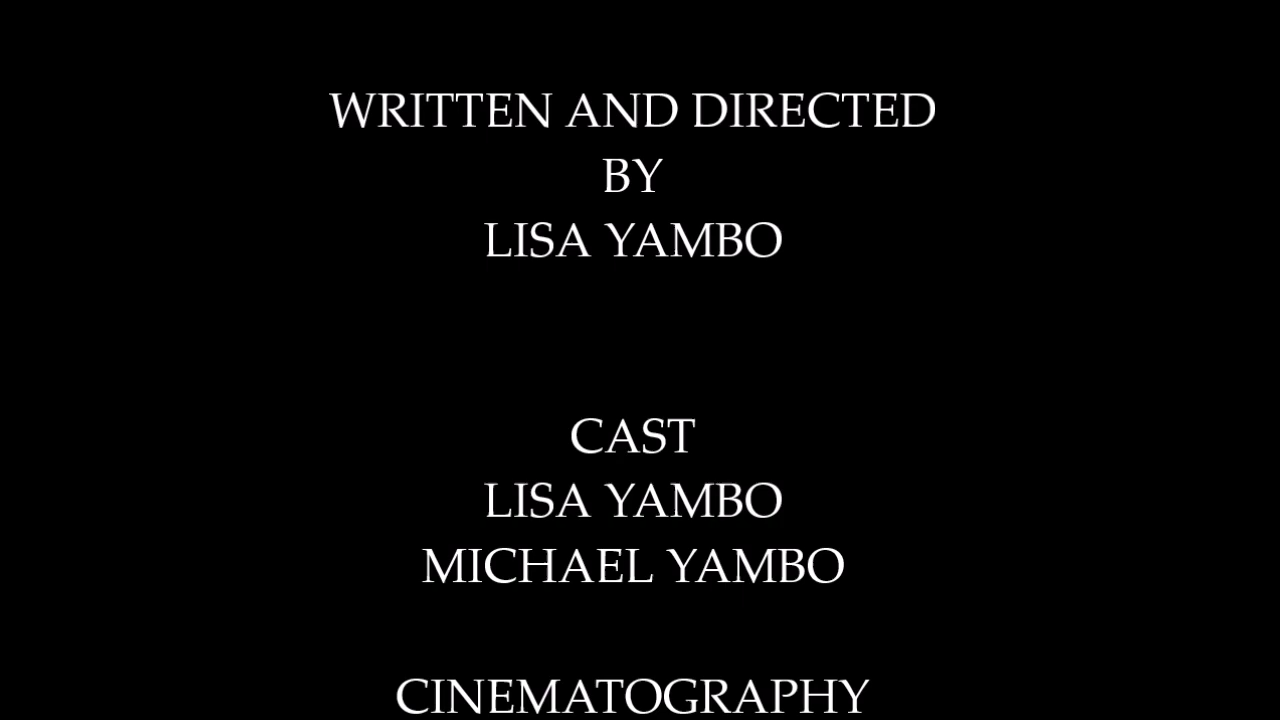 WRITTEN AND DIRECTED
BY
LISA YAMBO
CAST
LISA YAMBO
MICHAEL YAMBO
CINEMATOGRAPHY